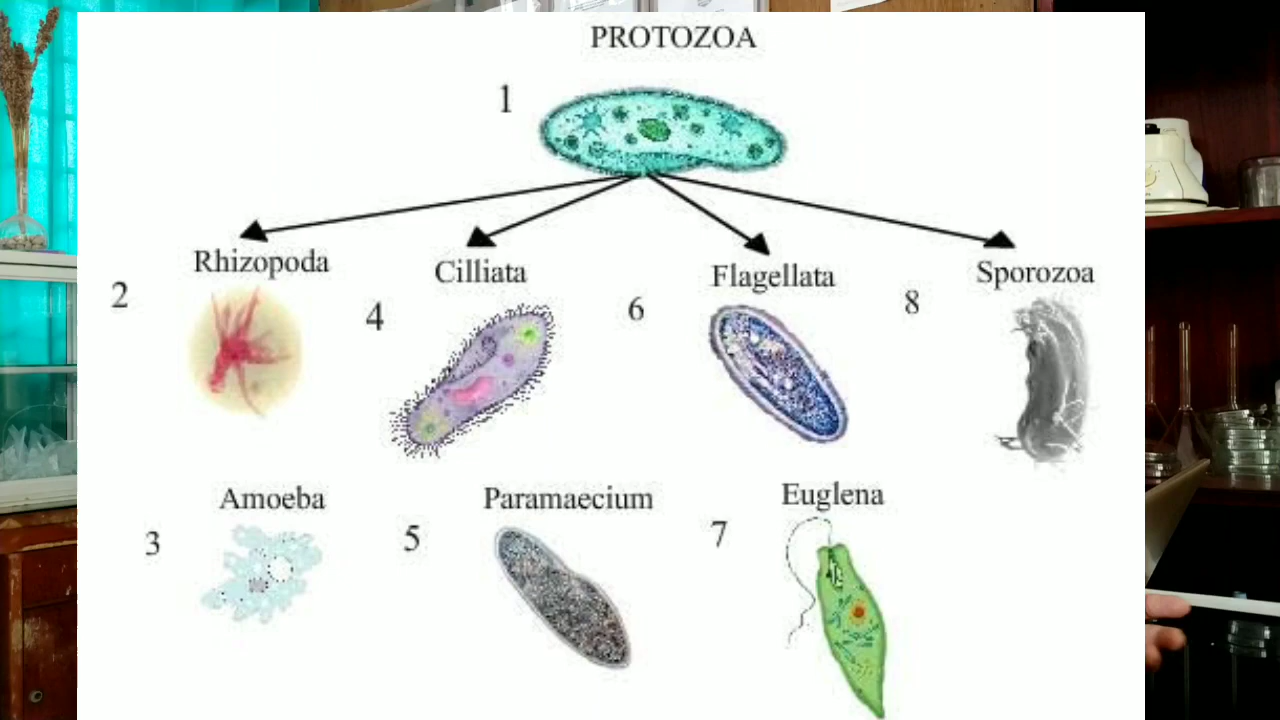 PROTOZOA
1
Rhizopoda
Cilliata
Flagellata
Sporozoa
2
4
6
8
Amoeba
Paramaecium
Euglena
3
5
7